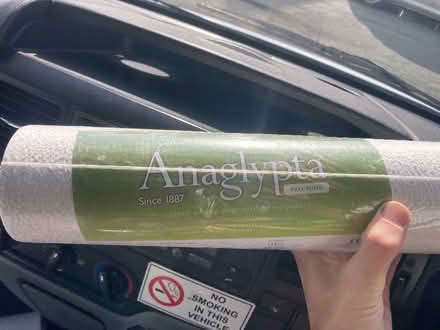 Anaglypta
Since 1887
NO
SMOKING
IN THIS
VEHICLE